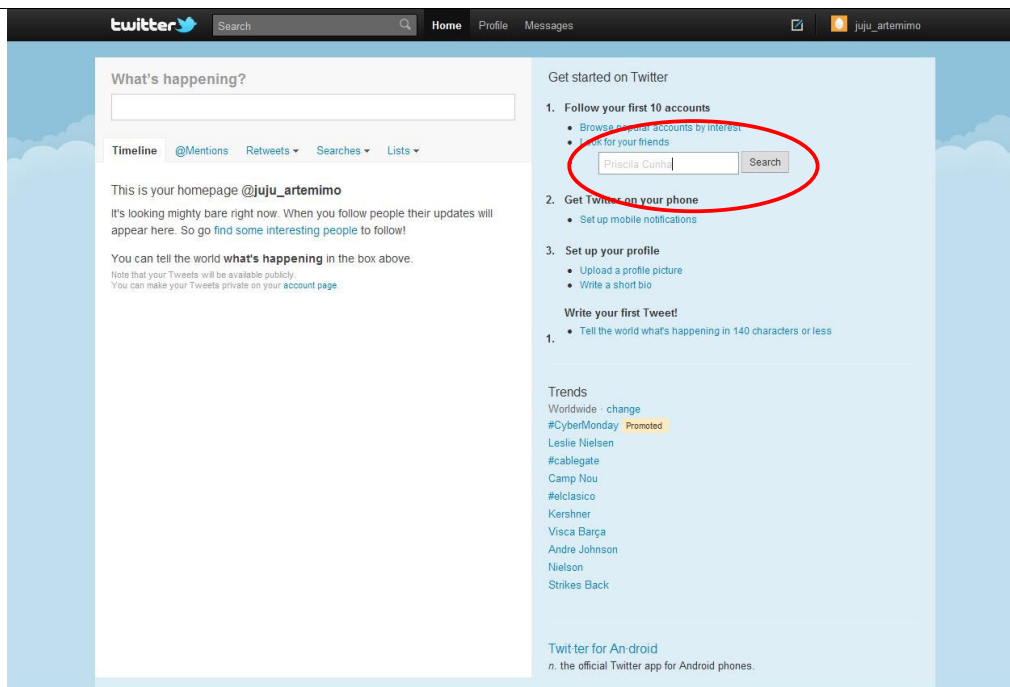 twitter
Search
Home Profile Messages
juju_artemimo
What's happening?
Timeline @Mentions Retweets Searches Lists
This is your homepage @juju_artemimo
It's looking mighty bare right now. When you follow people their updates will
appear here. So go find some interesting people to follow!
You can tell the world what's happening in the box above.
Note that your Tweets will be available publicly.
You can make your Tweets private on your account page.
Get started on Twitter
1. Follow your first 10 accounts
• Browse popular accounts by interest
• Look for your friends
Priscila Cunha
Search
2. Get Twitter on your phone
• Set up mobile notifications
3. Set up your profile
• Upload a profile picture
• Write a short bio
Write your first Tweet!
• Tell the world what's happening in 140 characters or less
1.
Trends
Worldwide · change
#CyberMonday Promoted
Leslie Nielsen
#cablegate
Camp Nou
#elclasico
Kershner
Visca Barça
Andre Johnson
Nielson
Strikes Back
Twit·ter for An·droid
n. the official Twitter app for Android phones.